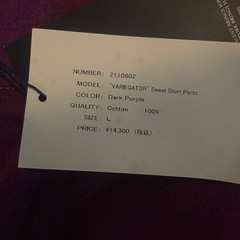 NUMBER: 2110802
MODEL: "VARIEGATOR" Sweat Short Pants
COLOR: Dark Purple
QUALITY: Cotton 100%
SIZE: L
PRICE: ¥14,300 (税込)